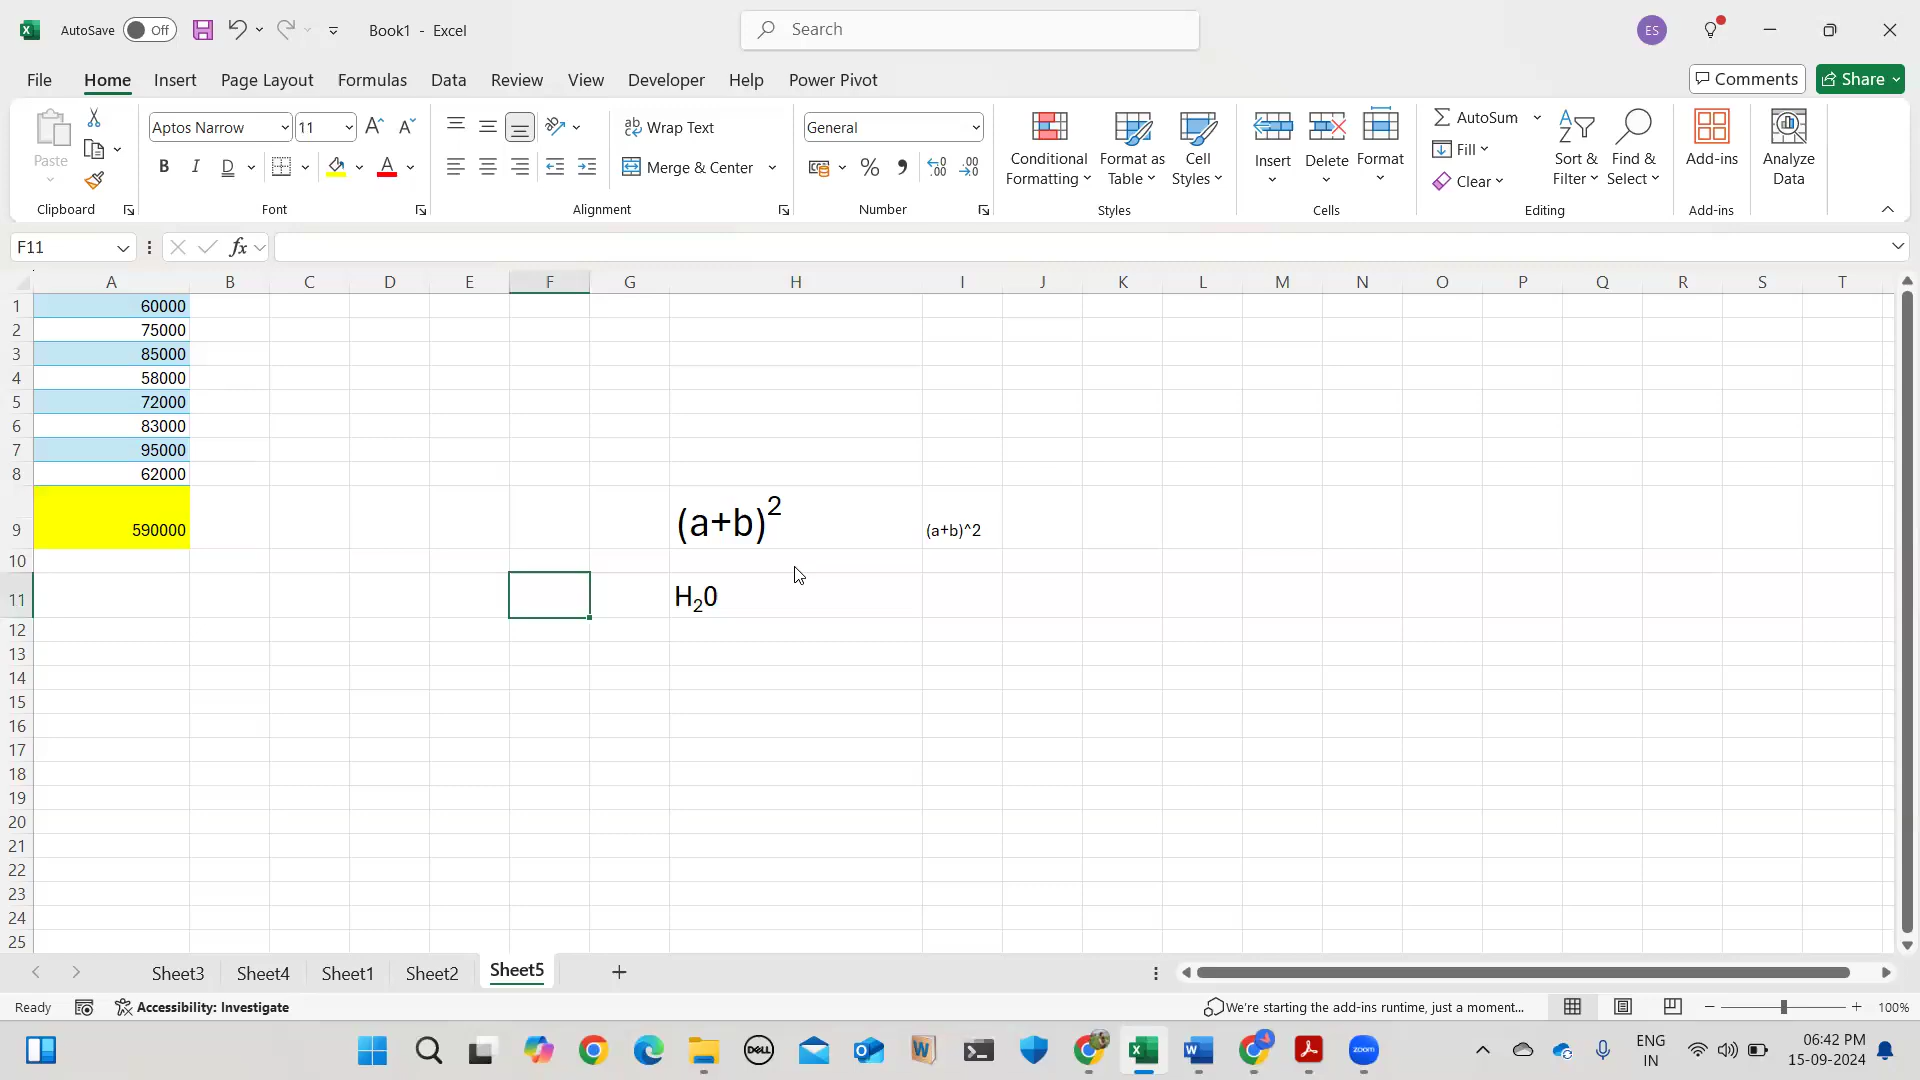 AutoSave Off Book1 - Excel Search ES
File Home Insert Page Layout Formulas Data Review View Developer Help Power Pivot Comments Share
Paste Aptos Narrow 11 Wrap Text General Conditional Formatting Format as Table Cell Styles Insert Delete Format AutoSum Fill Clear Sort & Filter Find & Select Add-ins Analyze Data
B I D A Merge & Center % ,
Clipboard Font Alignment Number Styles Cells Editing Add-ins
F11 fx
A B C D E F G H I J K L M N O P Q R S T
1 60000
2 75000
3 85000
4 58000
5 72000
6 83000
7 95000
8 62000
9 590000 (a+b)² (a+b)^2
10
11 H₂0
12
13
14
15
16
17
18
19
20
21
22
23
24
25
Sheet3 Sheet4 Sheet1 Sheet2 Sheet5 +
Ready Accessibility: Investigate We're starting the add-ins runtime, just a moment... 100%
DELL W zoom ENG IN 06:42 PM 15-09-2024